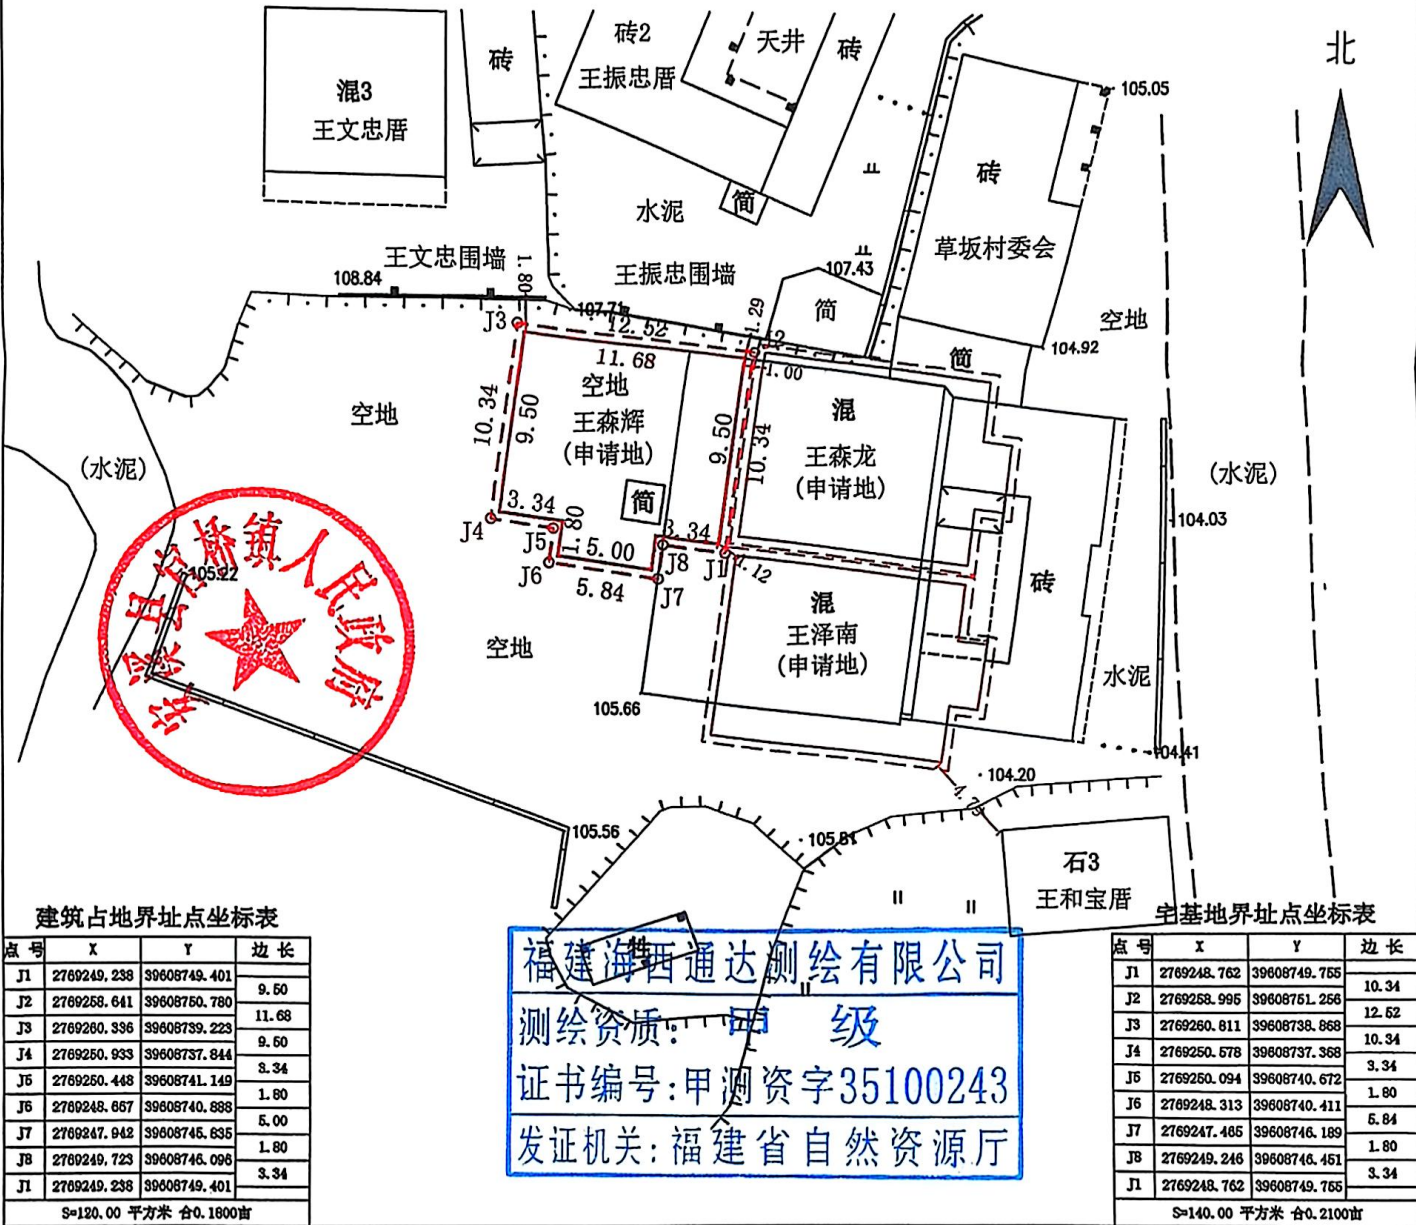 北
混3
王文忠厝
砖
砖2
王振忠厝
天井
砖
105.05
砖
草坂村委会
水泥
简
王文忠围墙
王振忠围墙
108.84
1.80
107.71
107.43
简
1.29
空地
104.92
简
J3
12.52
J2
11.68
1.00
空地
王森辉
(申请地)
空地
10.34
9.50
9.50
10.34
混
王森龙
(申请地)
(水泥)
(水泥)
简
3.34
J4
J5
1.80
5.00
3.34
J8
J1
J6
5.84
J7
1.12
104.03
105.22
台桥镇人民政府
砖
混
王泽南
(申请地)
空地
水泥
105.66
104.41
104.20
105.56
105.81
石3
王和宝厝
建筑占地界址点坐标表
点 号 X Y 边 长
J1 2769249.238 39608749.401
9.50
J2 2769258.641 39608750.780
11.68
J3 2769260.336 39608739.223
9.50
J4 2769250.933 39608737.844
3.34
J5 2769250.448 39608741.149
1.80
J6 2769248.657 39608740.888
5.00
J7 2769247.942 39608745.835
1.80
J8 2769249.723 39608746.096
3.34
J1 2769249.238 39608749.401
S=120.00 平方米 合0.1800亩
福建海西通达测绘有限公司
测绘资质: 甲 级
证书编号:甲测资字35100243
发证机关:福建省自然资源厅
宅基地界址点坐标表
点 号 X Y 边 长
J1 2769248.762 39608749.755
10.34
J2 2769258.995 39608751.256
12.52
J3 2769260.811 39608738.868
10.34
J4 2769250.578 39608737.368
3.34
J5 2769250.094 39608740.672
1.80
J6 2769248.313 39608740.411
5.84
J7 2769247.465 39608746.189
1.80
J8 2769249.246 39608746.451
3.34
J1 2769248.762 39608749.755
S=140.00 平方米 合0.2100亩